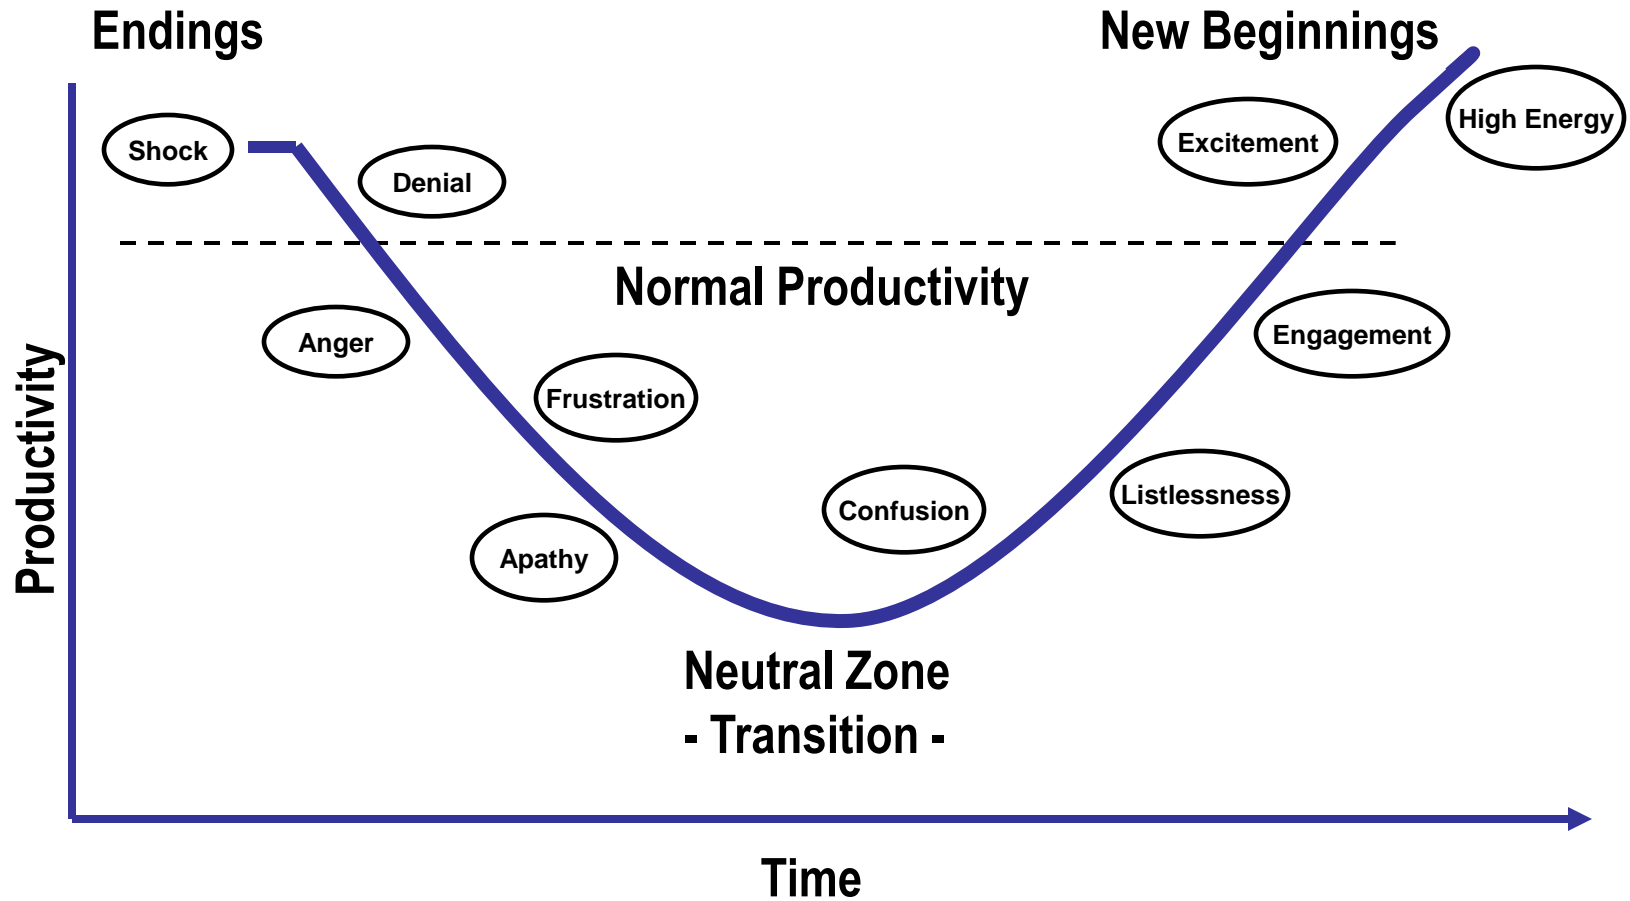 Endings
New Beginnings
Shock
Denial
Excitement
High Energy
Normal Productivity
Anger
Engagement
Frustration
Productivity
Confusion
Listlessness
Apathy
Neutral Zone
- Transition -
Time